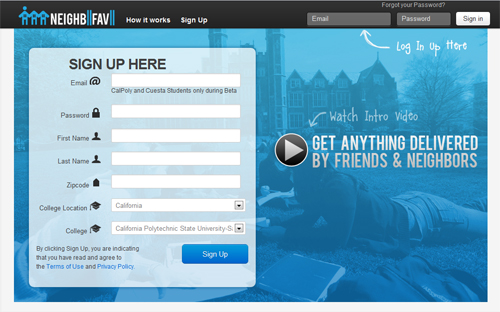 Forgot your Password?
NEIGHB||FAV||
How it works
Sign Up
Email
Password
Sign in
Log In up Here
SIGN UP HERE
Email @
CalPoly and Cuesta Students only during Beta
Password
First Name
Last Name
Zipcode
College Location
California
College
California Polytechnic State University-S
By clicking Sign Up, you are indicating
that you have read and agree to
the Terms of Use and Privacy Policy.
Sign Up
Watch Intro Video
GET ANYTHING DELIVERED
BY FRIENDS & NEIGHBORS